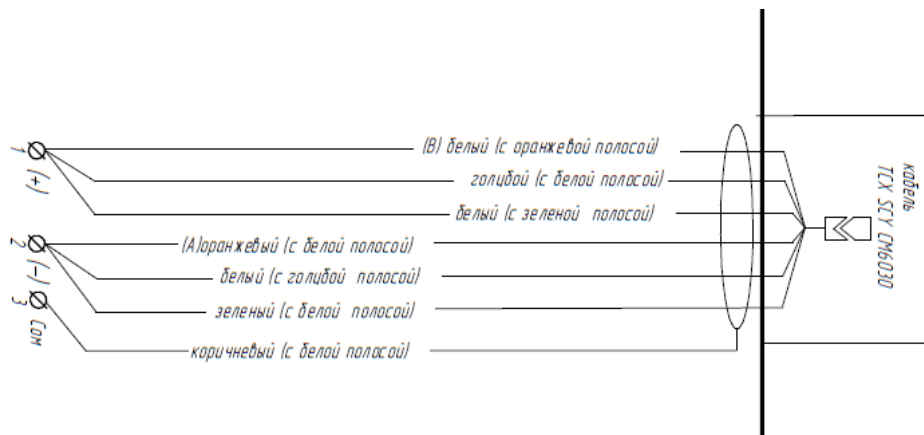 (В) белый (с оранжевой полосой)
голубой (с белой полосой)
белый (с зеленой полосой)
1 (+)
(А)оранжевый (с белой полосой)
белый (с голубой полосой)
зеленый (с белой полосой)
2 (-)
3 Com
коричневый (с белой полосой)
кабель
TCX SCY CM6030